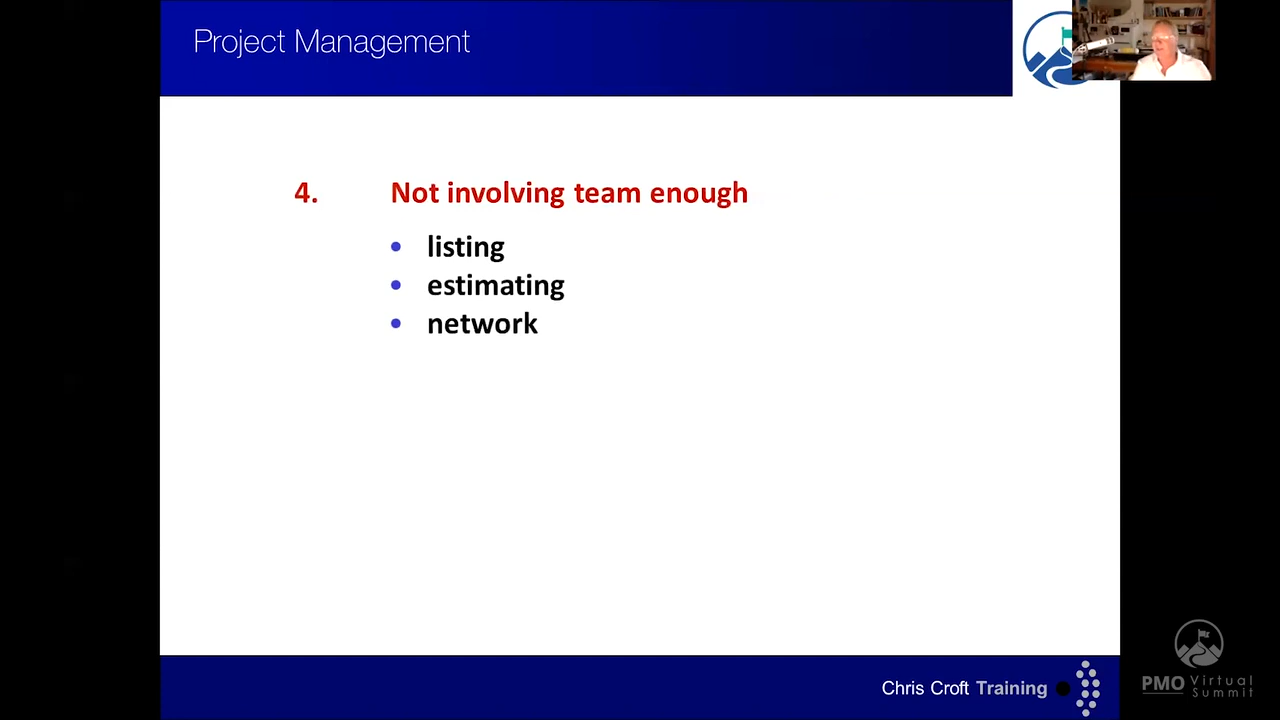 Project Management
4. Not involving team enough
• listing
• estimating
• network
Chris Croft Training
PMO Virtual Summit